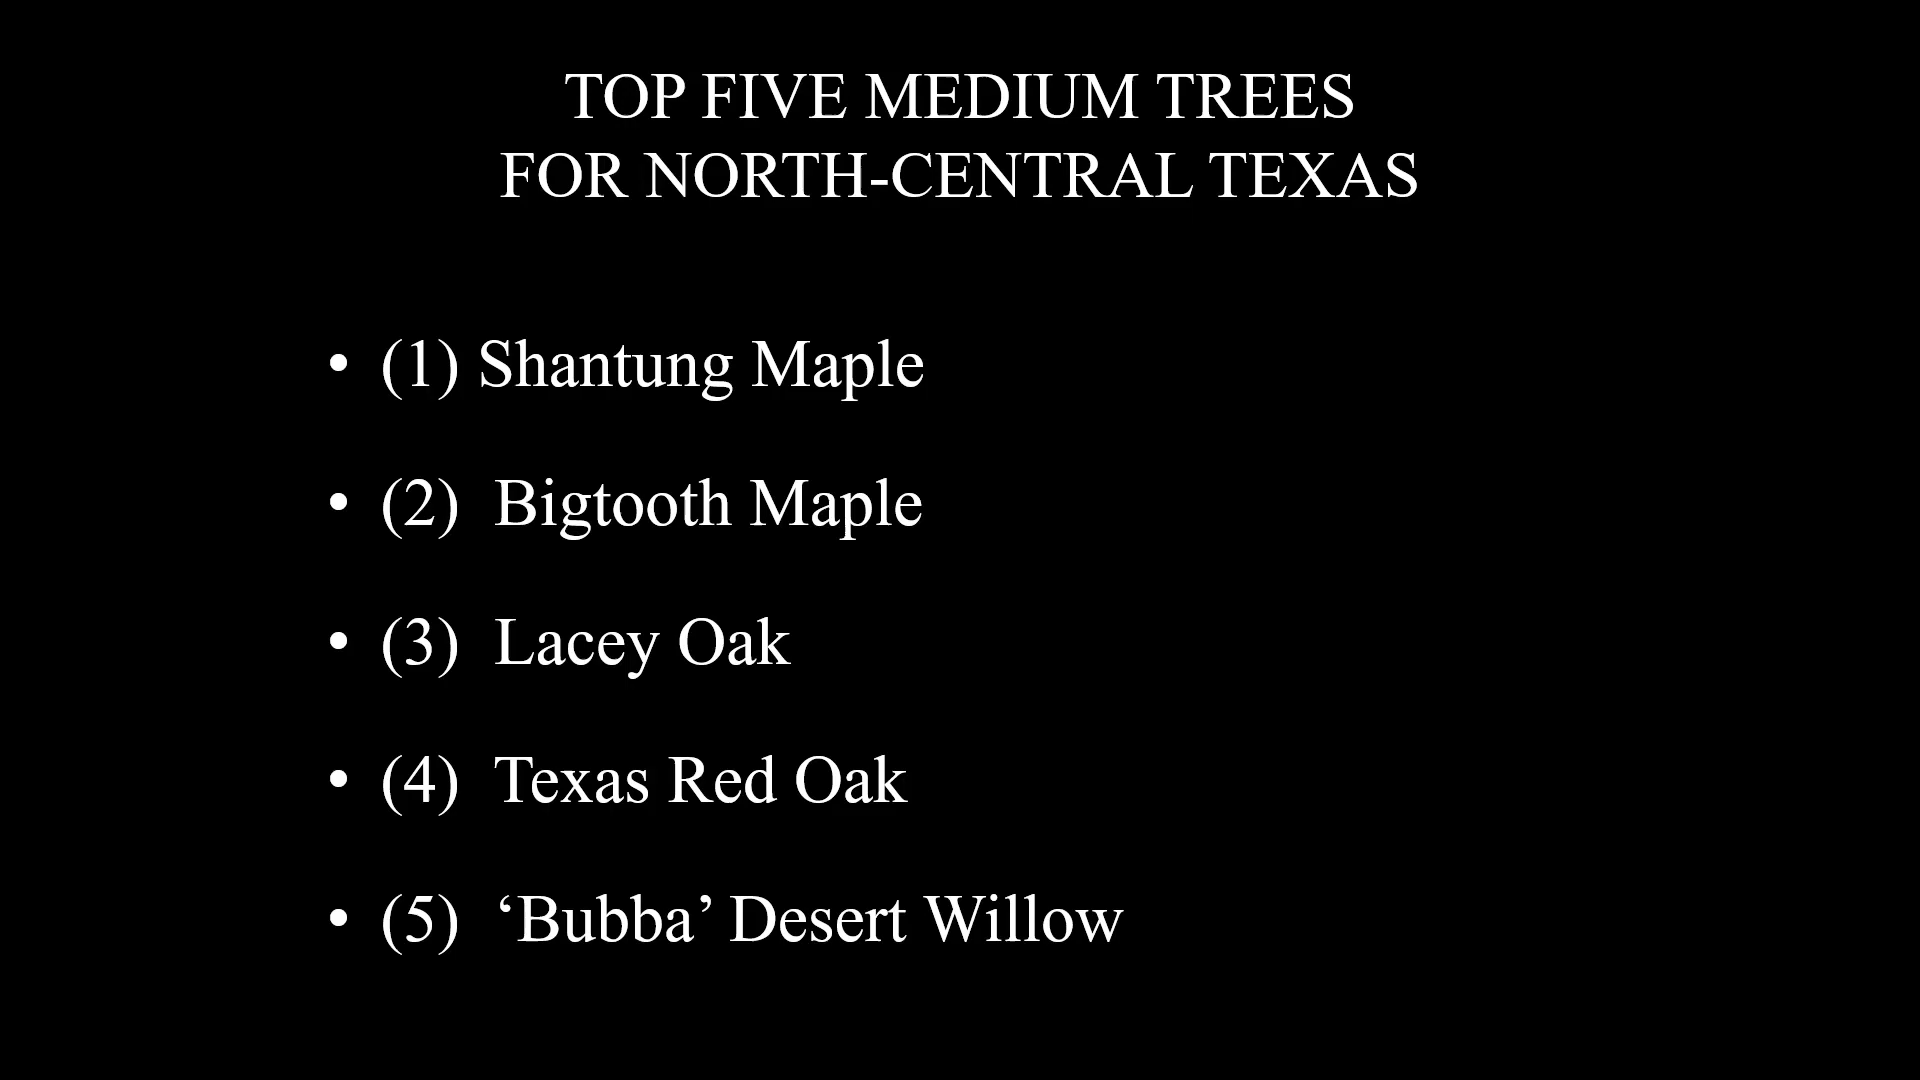 TOP FIVE MEDIUM TREES
FOR NORTH-CENTRAL TEXAS
• (1) Shantung Maple
• (2)  Bigtooth Maple
• (3)  Lacey Oak
• (4)  Texas Red Oak
• (5)  ‘Bubba’ Desert Willow